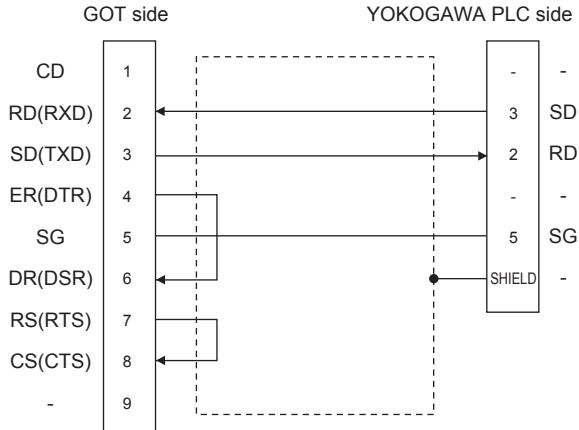 GOT side YOKOGAWA PLC side
CD 1 - -
RD(RXD) 2 3 SD
SD(TXD) 3 2 RD
ER(DTR) 4 - -
SG 5 5 SG
DR(DSR) 6 SHIELD -
RS(RTS) 7
CS(CTS) 8
- 9